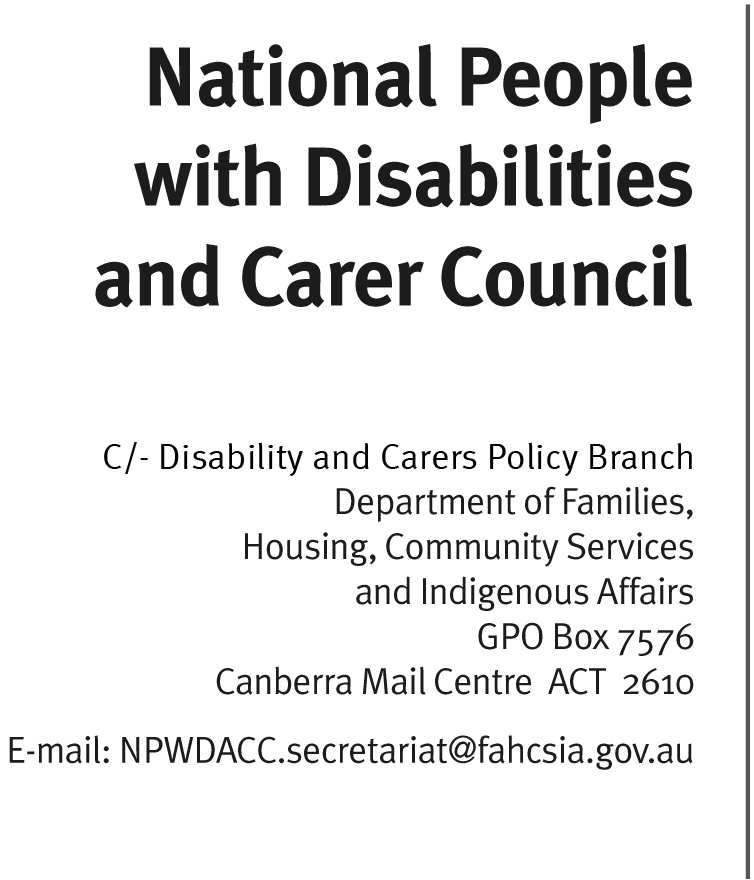 National People
with Disabilities
and Carer Council
C/- Disability and Carers Policy Branch
Department of Families,
Housing, Community Services
and Indigenous Affairs
GPO Box 7576
Canberra Mail Centre ACT 2610
E-mail: NPWDACC.secretariat@fahcsia.gov.au